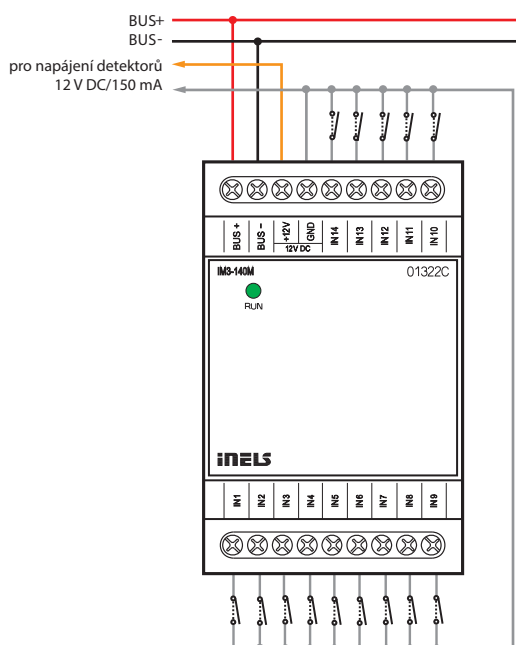 BUS+
BUS-
pro napájení detektorů
12 V DC/150 mA
BUS + BUS - +12V GND IN14 IN13 IN12 IN11 IN10
12V DC
IM3-140M 01322C
RUN
iNELS
IN1 IN2 IN3 IN4 IN5 IN6 IN7 IN8 IN9